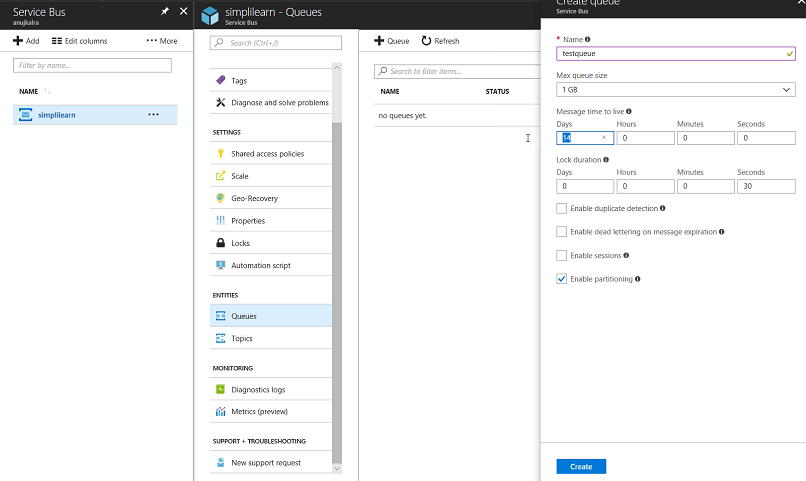 Service Bus
anujkalra
Add
Edit columns
More
Filter by name...
NAME
simplilearn
simplilearn - Queues
Service Bus
Search (Ctrl+/)
Tags
Diagnose and solve problems
SETTINGS
Shared access policies
Scale
Geo-Recovery
Properties
Locks
Automation script
ENTITIES
Queues
Topics
MONITORING
Diagnostics logs
Metrics (preview)
SUPPORT + TROUBLESHOOTING
New support request
Queue
Refresh
Search to filter items...
NAME STATUS
no queues yet.
Create queue
Service Bus
* Name
testqueue
Max queue size
1 GB
Message time to live
Days Hours Minutes Seconds
14 0 0 0
Lock duration
Days Hours Minutes Seconds
0 0 0 30
Enable duplicate detection
Enable dead lettering on message expiration
Enable sessions
Enable partitioning
Create